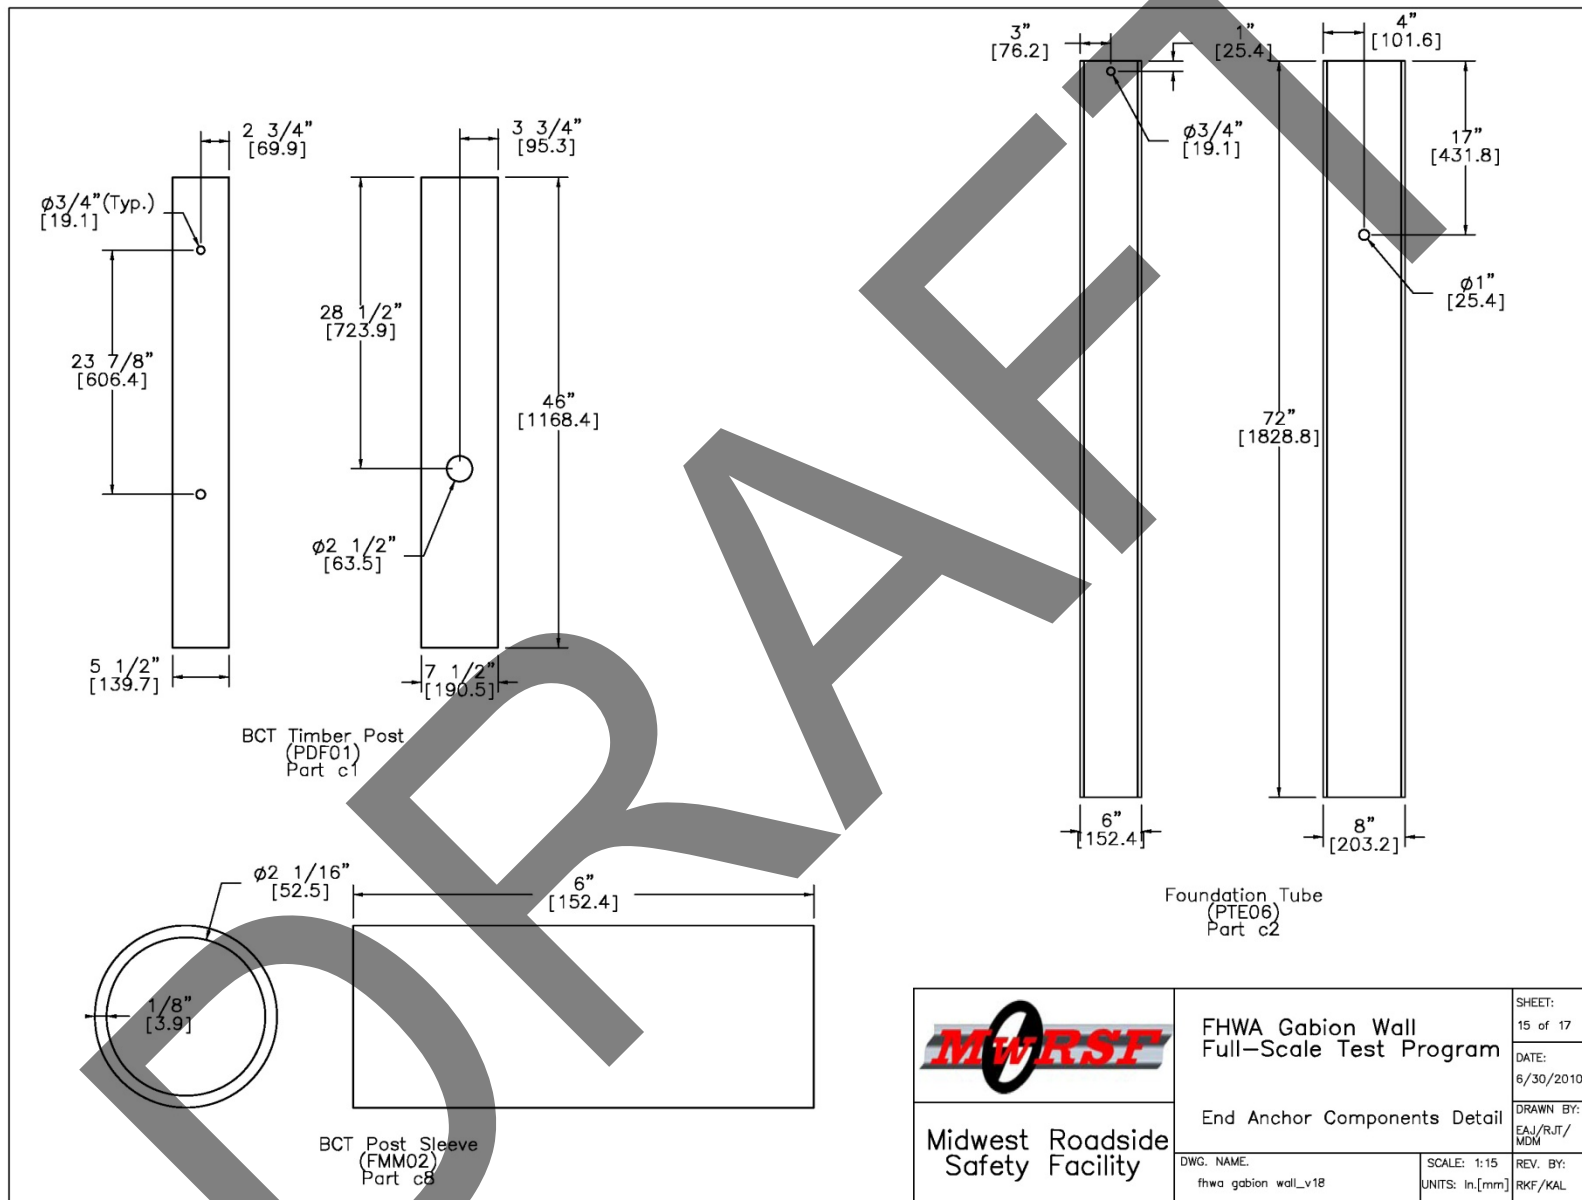 2 3/4"
[69.9]
ø3/4"(Typ.)
[19.1]
23 7/8"
[606.4]
5 1/2"
[139.7]
3 3/4"
[95.3]
28 1/2"
[723.9]
46"
[1168.4]
ø2 1/2"
[63.5]
7 1/2"
[190.5]
BCT Timber Post
(PDF01)
Part c1
3"
[76.2]
1"
[25.4]
ø3/4"
[19.1]
4"
[101.6]
17"
[431.8]
ø1"
[25.4]
72"
[1828.8]
6"
[152.4]
8"
[203.2]
Foundation Tube
(PTE06)
Part c2
ø2 1/16"
[52.5]
1/8"
[3.9]
6"
[152.4]
BCT Post Sleeve
(FMM02)
Part c8
DRAFT
MwRSF
Midwest Roadside
Safety Facility
FHWA Gabion Wall
Full-Scale Test Program
End Anchor Components Detail
SHEET:
15 of 17
DATE:
6/30/2010
DRAWN BY:
EAJ/RJT/
MDM
DWG. NAME.
fhwa gabion wall_v18
SCALE: 1:15
UNITS: In.[mm]
REV. BY:
RKF/KAL